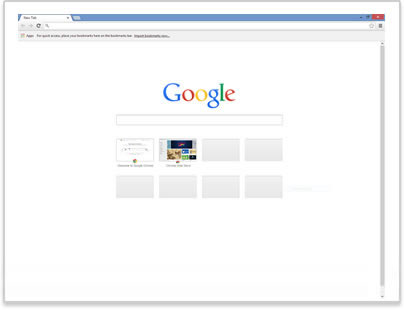 New Tab
Apps For quick access, place your bookmarks here on the bookmarks bar. Import bookmarks now...
Google
Welcome to Google Chrome
Chrome Web Store